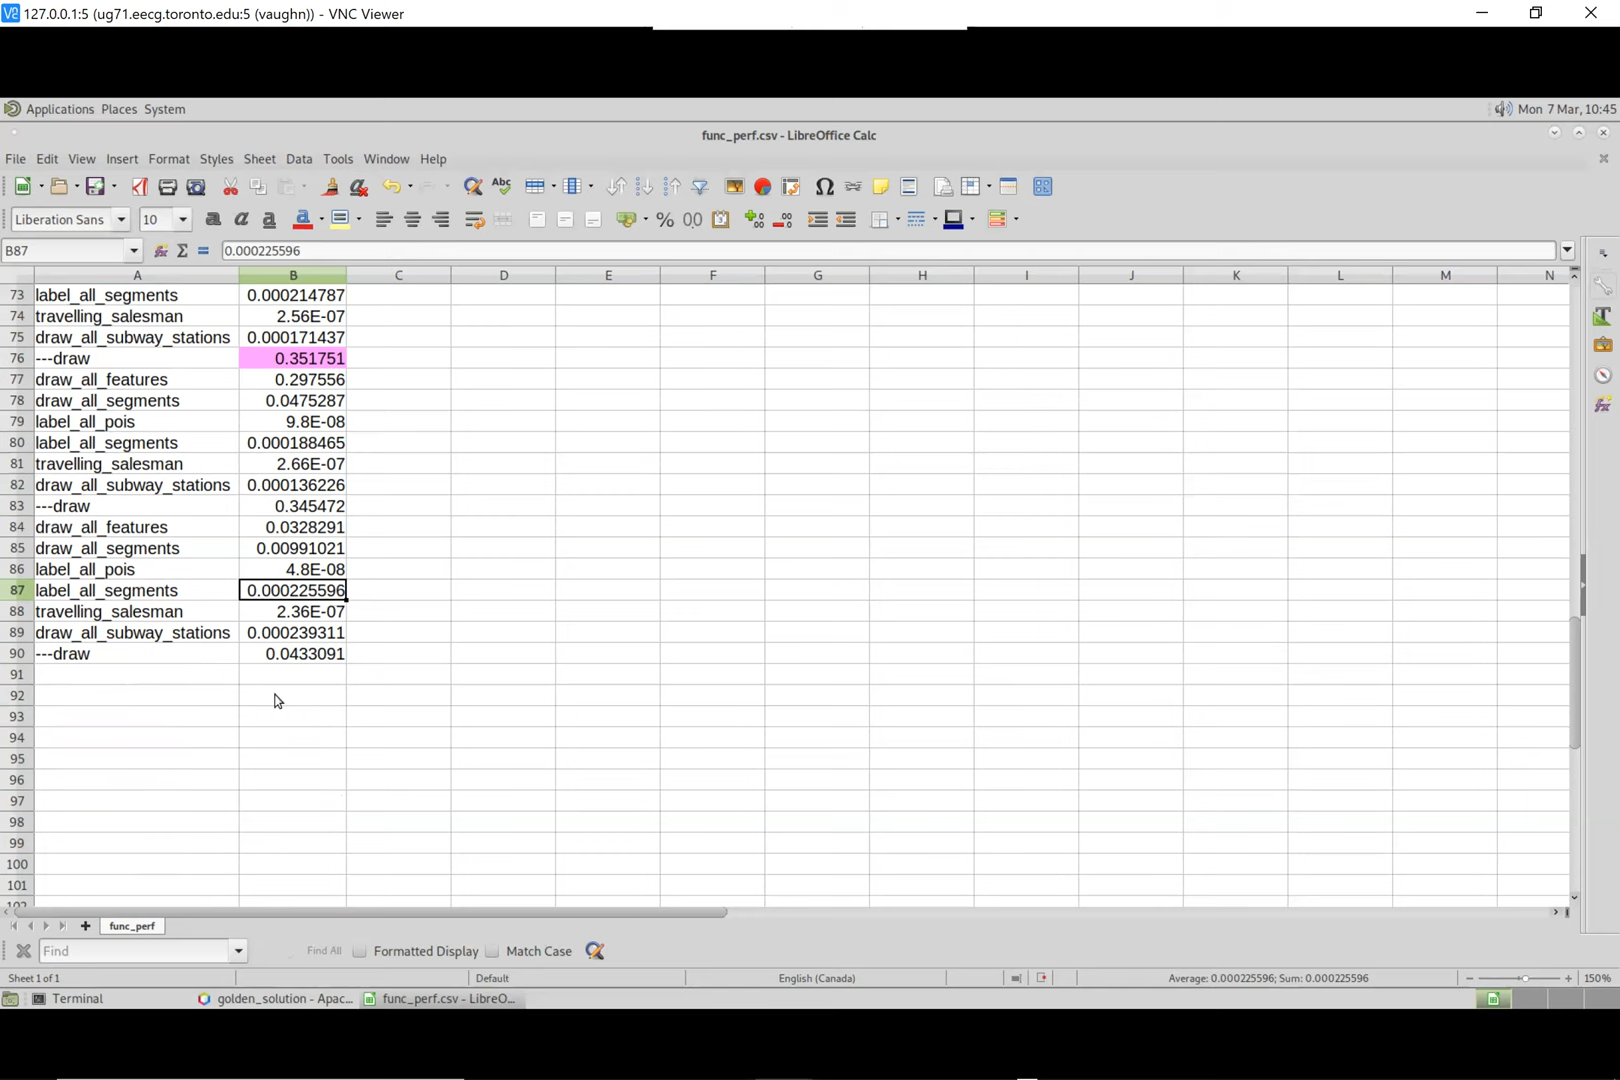 127.0.0.1:5 (ug71.eecg.toronto.edu:5 (vaughn)) - VNC Viewer
Applications Places System
Mon 7 Mar, 10:45
func_perf.csv - LibreOffice Calc
File Edit View Insert Format Styles Sheet Data Tools Window Help
Liberation Sans 10
B87 0.000225596
A B C D E F G H I J K L M N
73 label_all_segments 0.000214787
74 travelling_salesman 2.56E-07
75 draw_all_subway_stations 0.000171437
76 ---draw 0.351751
77 draw_all_features 0.297556
78 draw_all_segments 0.0475287
79 label_all_pois 9.8E-08
80 label_all_segments 0.000188465
81 travelling_salesman 2.66E-07
82 draw_all_subway_stations 0.000136226
83 ---draw 0.345472
84 draw_all_features 0.0328291
85 draw_all_segments 0.00991021
86 label_all_pois 4.8E-08
87 label_all_segments 0.000225596
88 travelling_salesman 2.36E-07
89 draw_all_subway_stations 0.000239311
90 ---draw 0.0433091
91
92
93
94
95
96
97
98
99
100
101
102
func_perf
Find Find All Formatted Display Match Case
Sheet 1 of 1 Default English (Canada) Average: 0.000225596; Sum: 0.000225596 150%
Terminal golden_solution - Apac... func_perf.csv - LibreO...